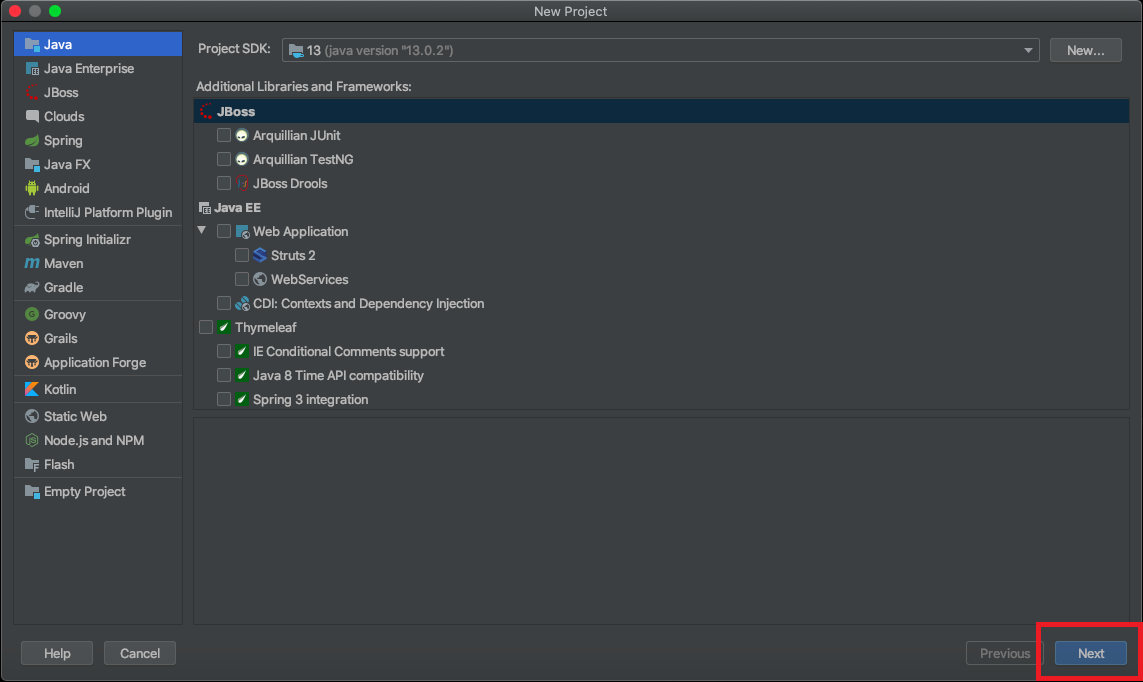 New Project
Java
Java Enterprise
JBoss
Clouds
Spring
Java FX
Android
IntelliJ Platform Plugin
Spring Initializr
Maven
Gradle
Groovy
Grails
Application Forge
Kotlin
Static Web
Node.js and NPM
Flash
Empty Project
Project SDK: 13 (java version "13.0.2") New...
Additional Libraries and Frameworks:
JBoss
Arquillian JUnit
Arquillian TestNG
JBoss Drools
Java EE
Web Application
Struts 2
WebServices
CDI: Contexts and Dependency Injection
Thymeleaf
IE Conditional Comments support
Java 8 Time API compatibility
Spring 3 integration
Help Cancel Previous Next